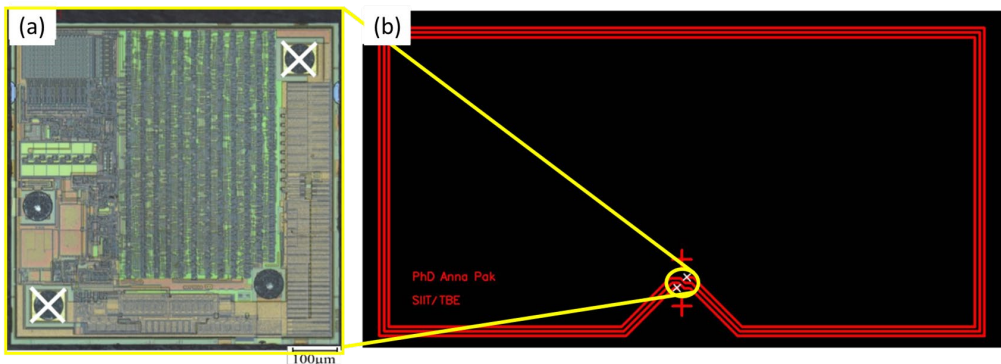 (a)
(b)
PhD Anna Pak
SIIT/TBE
100μm